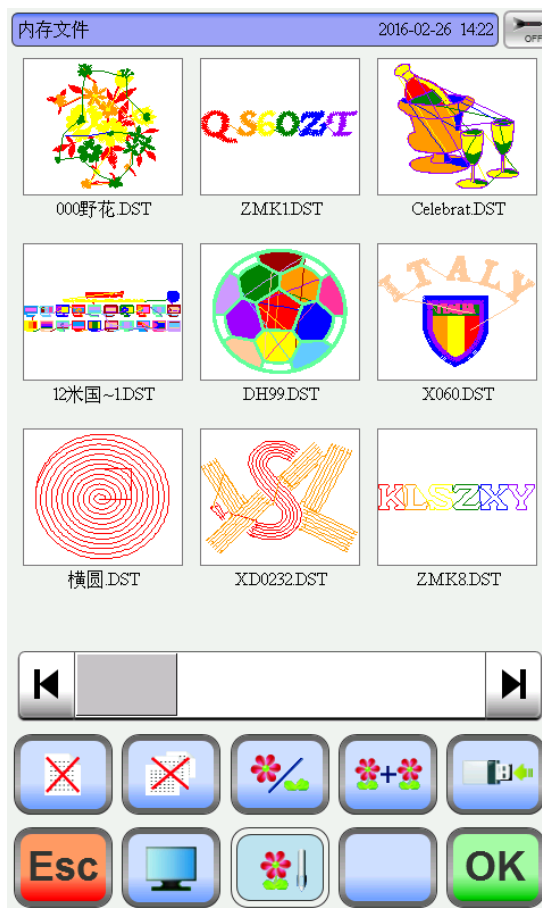 内存文件 2016-02-26 14:22
OFF
QS6OZT
000野花.DST ZMK1.DST Celebrat.DST
ITALY
12米国~1.DST DH99.DST X060.DST
S
KLSZXY
横圆.DST XD0232.DST ZMK8.DST
+
Esc OK